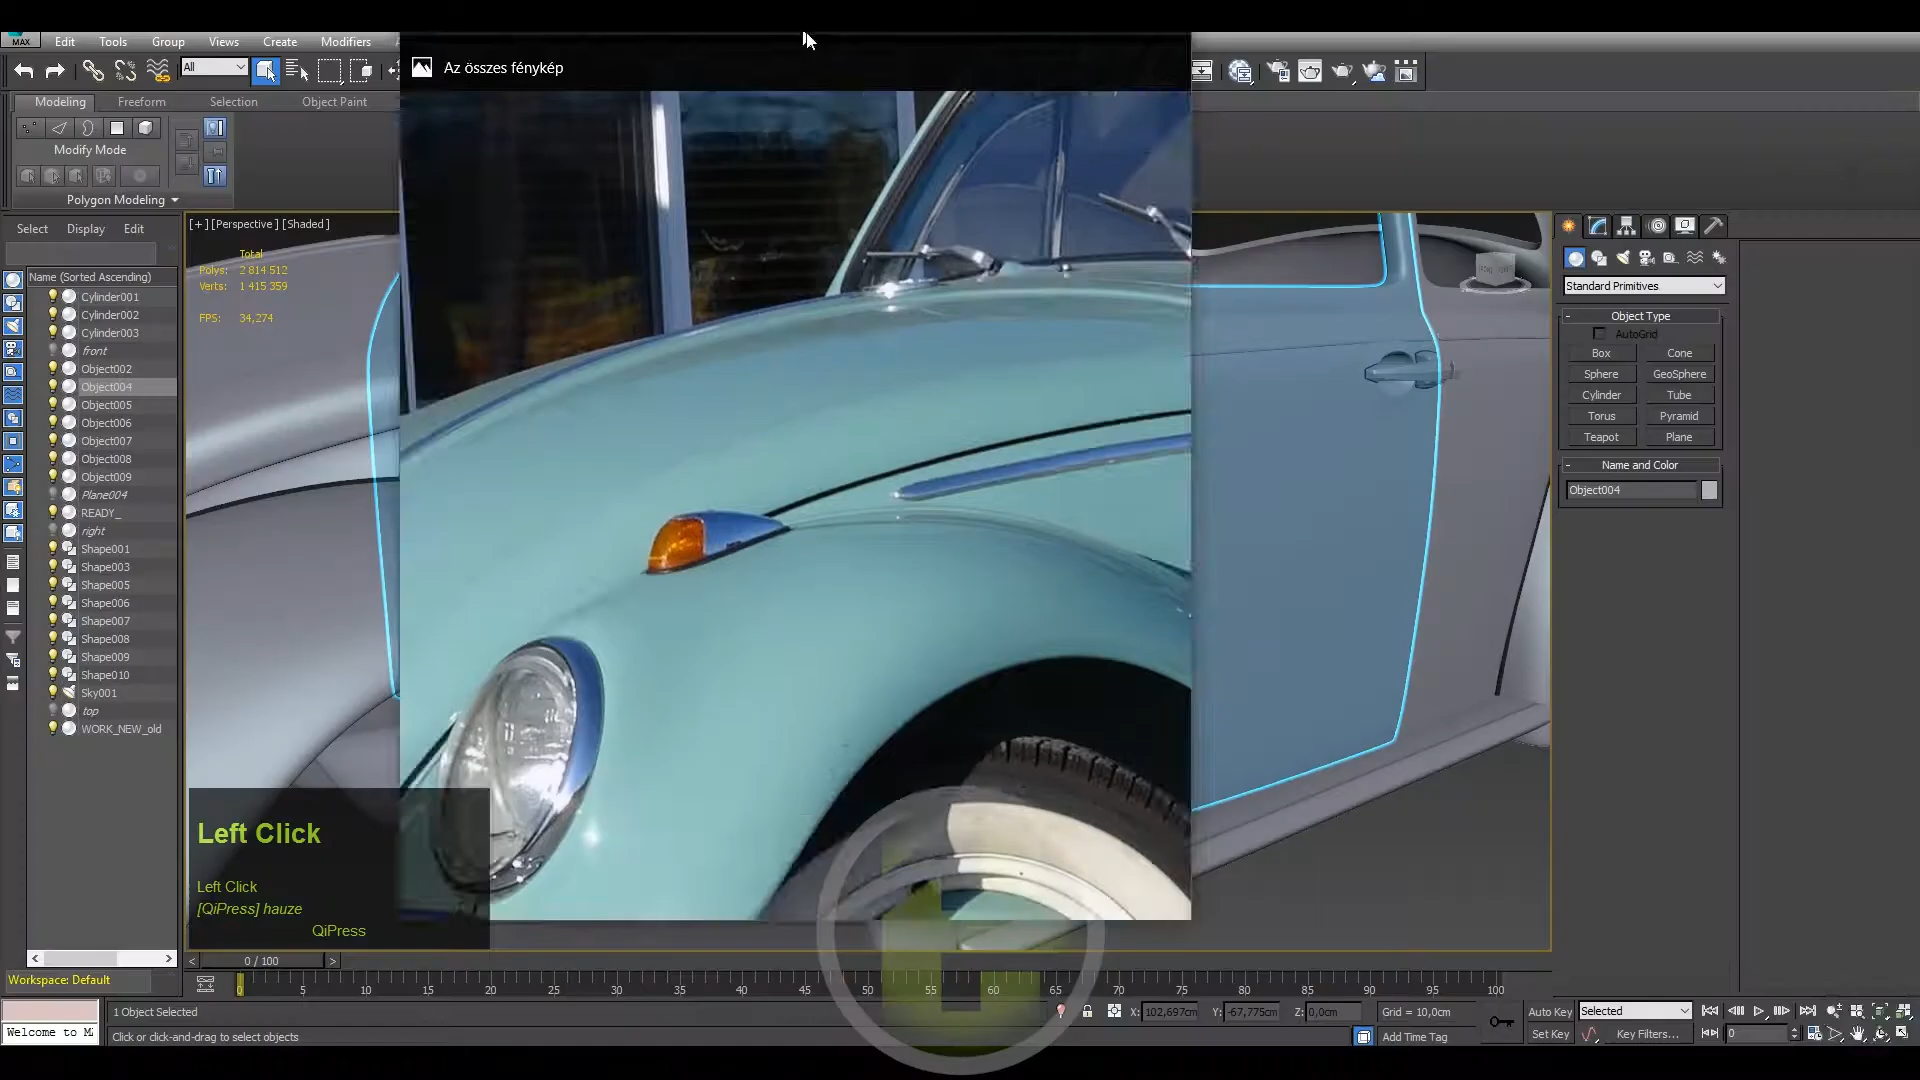 MAX
Edit Tools Group Views Create Modifiers
Az összes fénykép
All
Modeling Freeform Selection Object Paint
Modify Mode
Polygon Modeling
Select Display Edit
[+][Perspective][Shaded]
Total
Polys: 2 814 512
Verts: 1 415 359
FPS: 34,274
Name (Sorted Ascending)
Cylinder001
Cylinder002
Cylinder003
front
Object002
Object004
Object005
Object006
Object007
Object008
Object009
Plane004
READY_
right
Shape001
Shape003
Shape005
Shape006
Shape007
Shape008
Shape009
Shape010
Sky001
top
WORK_NEW_old
Standard Primitives
- Object Type
AutoGrid
Box Cone
Sphere GeoSphere
Cylinder Tube
Torus Pyramid
Teapot Plane
- Name and Color
Object004
Left Click
Left Click
[QiPress] hauze
QiPress
< 0 / 100 >
Workspace: Default
0 5 10 15 20 25 30 35 40 45 50 55 60 65 70 75 80 85 90 95 100
1 Object Selected
X: 102,697cm Y: -67,775cm Z: 0,0cm Grid = 10,0cm
Auto Key Selected
Welcome to M
Click or click-and-drag to select objects
Add Time Tag
Set Key Key Filters... 0